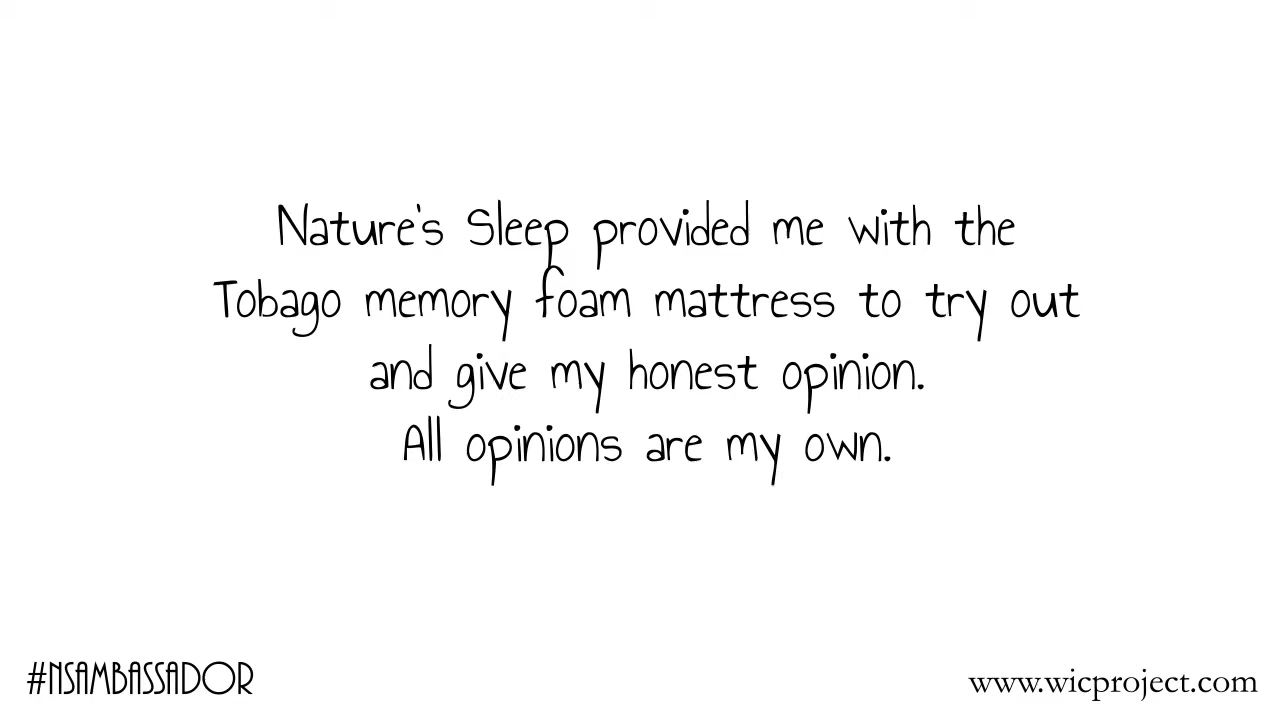 Nature's Sleep provided me with the
Tobago memory foam mattress to try out
and give my honest opinion.
All opinions are my own.
#NSAMBASSADOR
www.wicproject.com